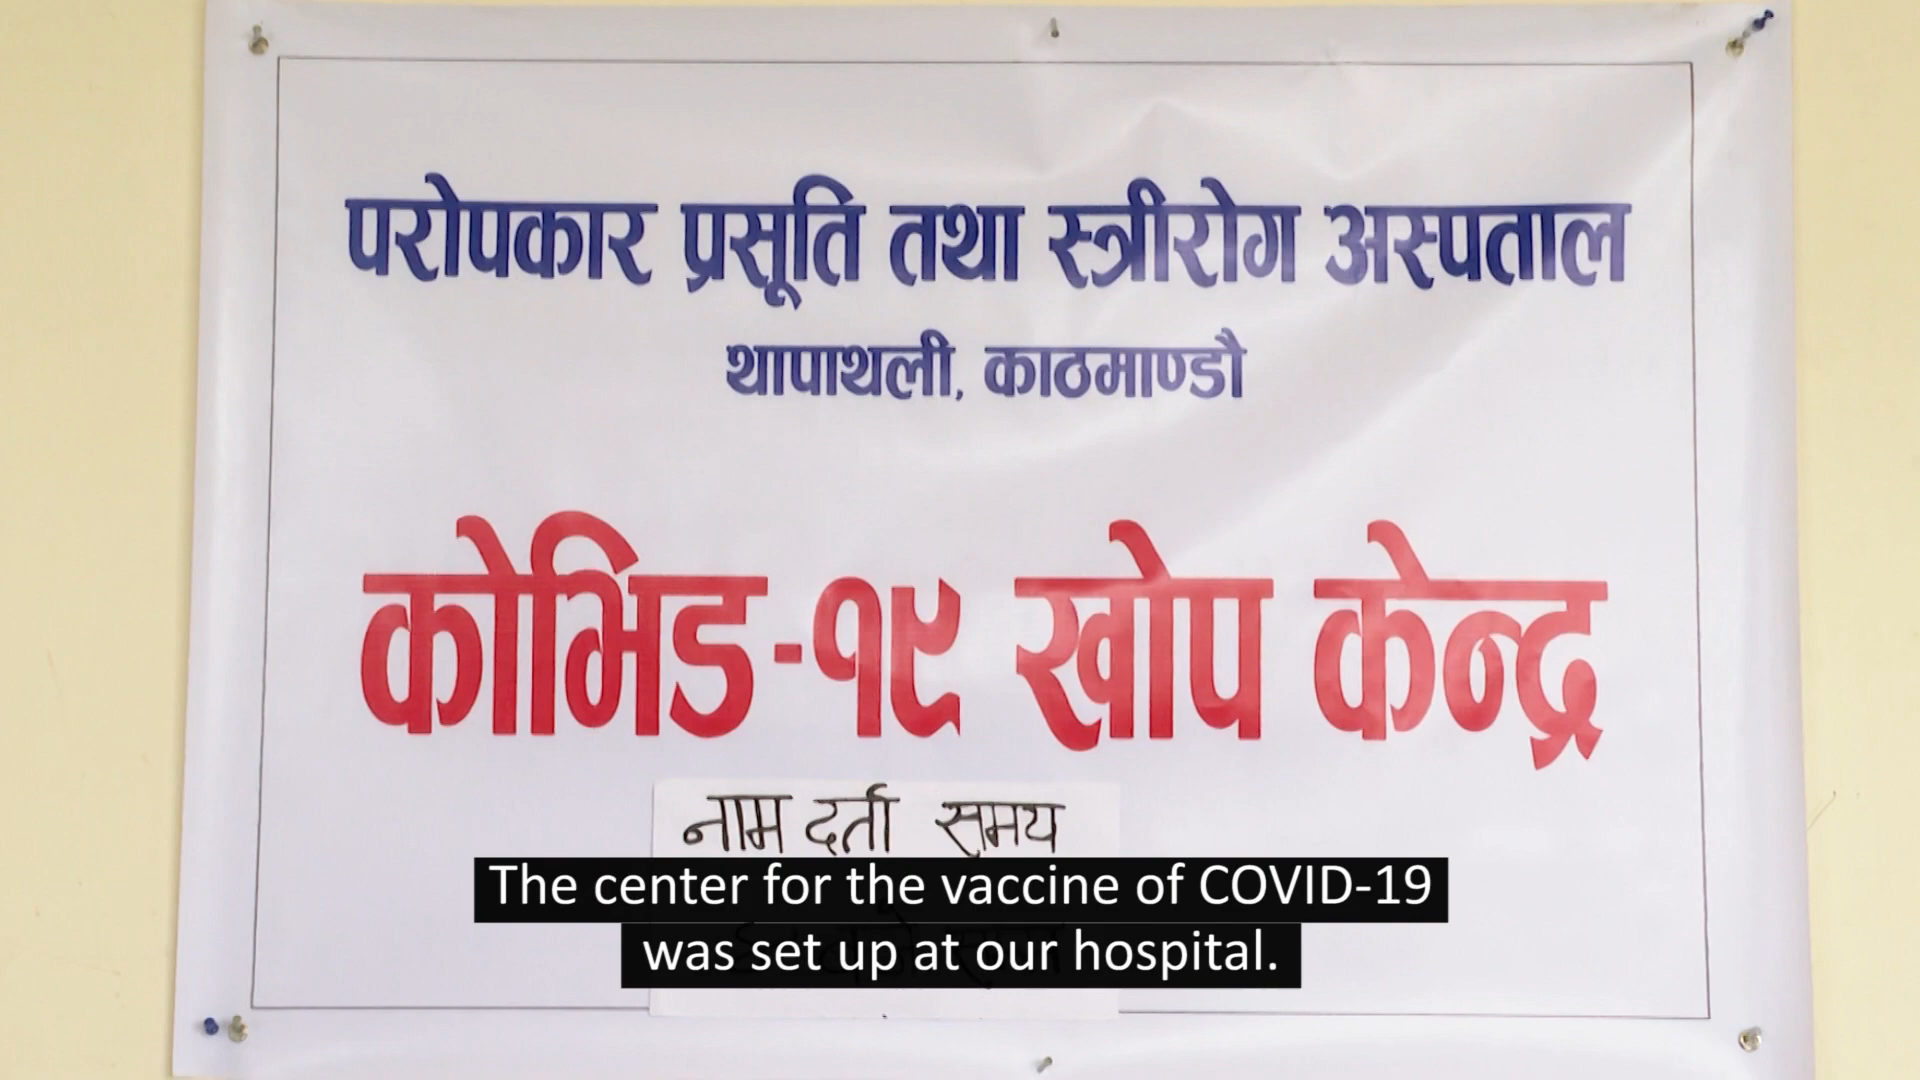 परोपकार प्रसूति तथा स्त्रीरोग अस्पताल
थापाथली, काठमाण्डौ
कोभिड-१९ खोप केन्द्र
नाम दर्ता समय
The center for the vaccine of COVID-19
was set up at our hospital.